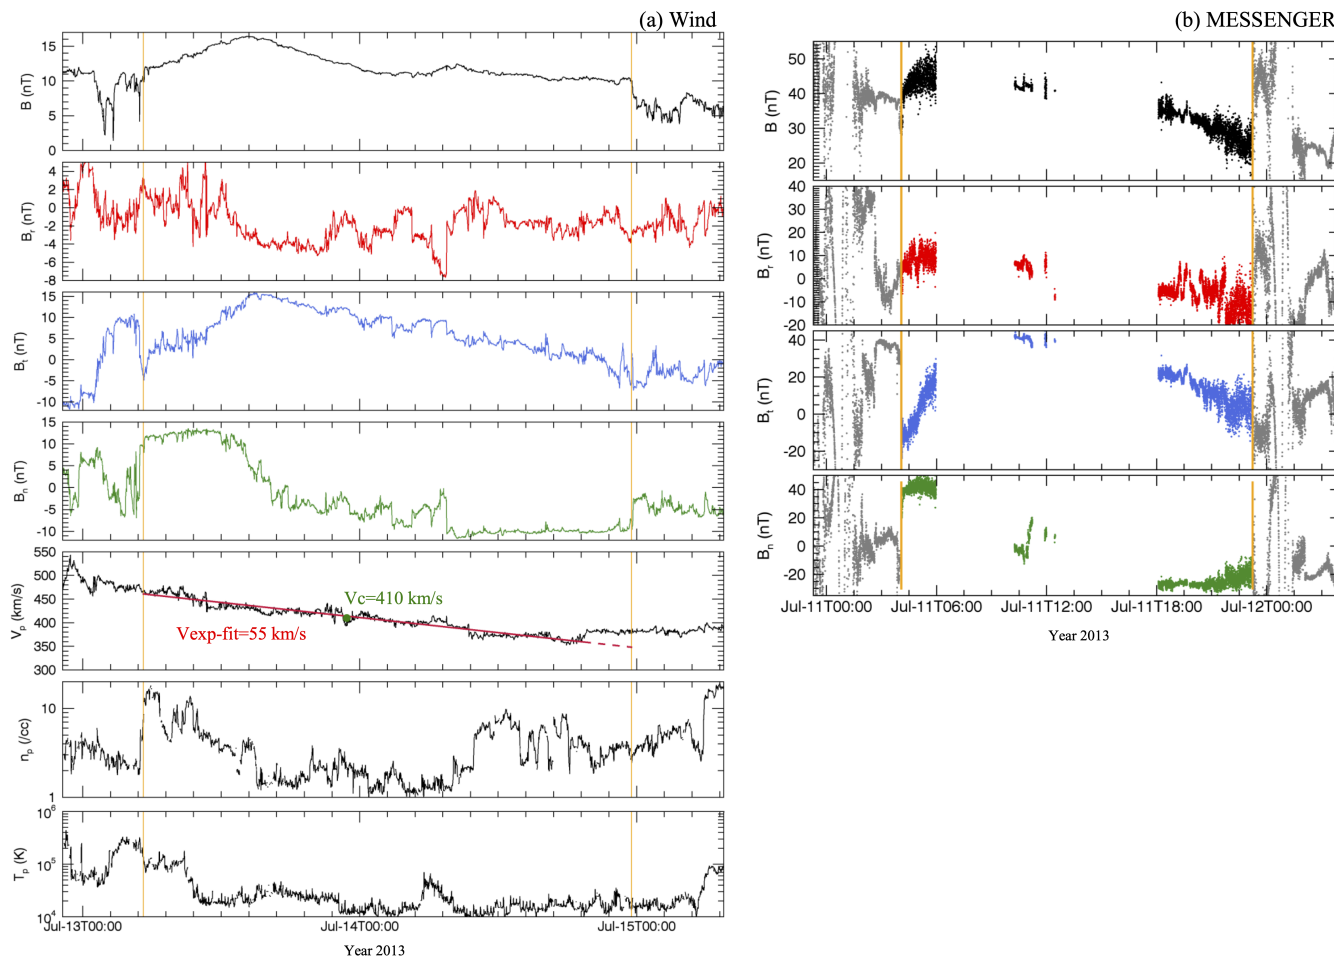 (a) Wind
15
10
5
0
B (nT)
4
2
0
-2
-4
-6
-8
Br (nT)
15
10
5
0
-5
-10
Bt (nT)
15
10
5
0
-5
-10
Bn (nT)
550
500
450
400
350
300
Vp (km/s)
Vc=410 km/s
Vexp-fit=55 km/s
10
1
np (/cc)
10^6
10^5
10^4
Tp (K)
Jul-13T00:00 Jul-14T00:00 Jul-15T00:00
Year 2013
(b) MESSENGER
50
40
30
20
B (nT)
40
30
20
10
0
-10
-20
Br (nT)
40
20
0
-20
Bt (nT)
40
20
0
-20
Bn (nT)
Jul-11T00:00 Jul-11T06:00 Jul-11T12:00 Jul-11T18:00 Jul-12T00:00
Year 2013